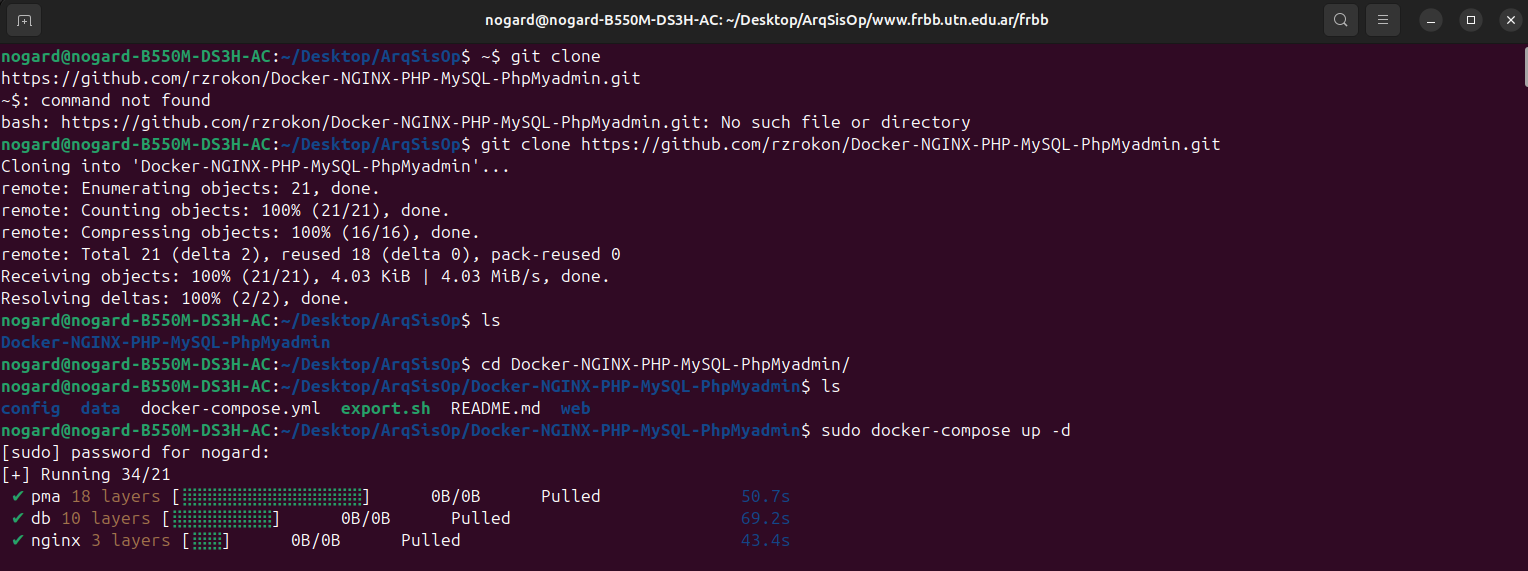 nogard@nogard-B550M-DS3H-AC: ~/Desktop/ArqSisOp/www.frbb.utn.edu.ar/frbb
nogard@nogard-B550M-DS3H-AC:~/Desktop/ArqSisOp$ ~$ git clone
https://github.com/rzrokon/Docker-NGINX-PHP-MySQL-PhpMyadmin.git
~$: command not found
bash: https://github.com/rzrokon/Docker-NGINX-PHP-MySQL-PhpMyadmin.git: No such file or directory
nogard@nogard-B550M-DS3H-AC:~/Desktop/ArqSisOp$ git clone https://github.com/rzrokon/Docker-NGINX-PHP-MySQL-PhpMyadmin.git
Cloning into 'Docker-NGINX-PHP-MySQL-PhpMyadmin'...
remote: Enumerating objects: 21, done.
remote: Counting objects: 100% (21/21), done.
remote: Compressing objects: 100% (16/16), done.
remote: Total 21 (delta 2), reused 18 (delta 0), pack-reused 0
Receiving objects: 100% (21/21), 4.03 KiB | 4.03 MiB/s, done.
Resolving deltas: 100% (2/2), done.
nogard@nogard-B550M-DS3H-AC:~/Desktop/ArqSisOp$ ls
Docker-NGINX-PHP-MySQL-PhpMyadmin
nogard@nogard-B550M-DS3H-AC:~/Desktop/ArqSisOp$ cd Docker-NGINX-PHP-MySQL-PhpMyadmin/
nogard@nogard-B550M-DS3H-AC:~/Desktop/ArqSisOp/Docker-NGINX-PHP-MySQL-PhpMyadmin$ ls
config  data  docker-compose.yml  export.sh  README.md  web
nogard@nogard-B550M-DS3H-AC:~/Desktop/ArqSisOp/Docker-NGINX-PHP-MySQL-PhpMyadmin$ sudo docker-compose up -d
[sudo] password for nogard:
[+] Running 34/21
✔ pma 18 layers [⣿⣿⣿⣿⣿⣿⣿⣿⣿⣿⣿⣿⣿⣿⣿⣿⣿⣿] 0B/0B Pulled 50.7s
✔ db 10 layers [⣿⣿⣿⣿⣿⣿⣿⣿⣿⣿] 0B/0B Pulled 69.2s
✔ nginx 3 layers [⣿⣿⣿] 0B/0B Pulled 43.4s